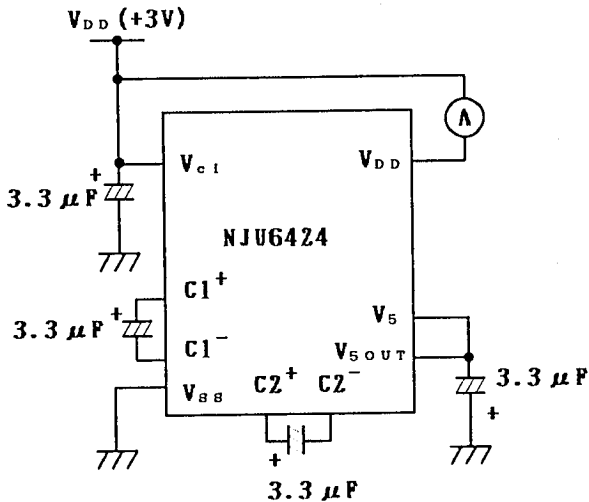 VDD (+3V)
A
VCI
VDD
+
3.3 μF
NJU6424
C1+
+
3.3 μF
V5
C1-
V5OUT
VSS
C2+ C2-
3.3 μF
+
+
3.3 μF